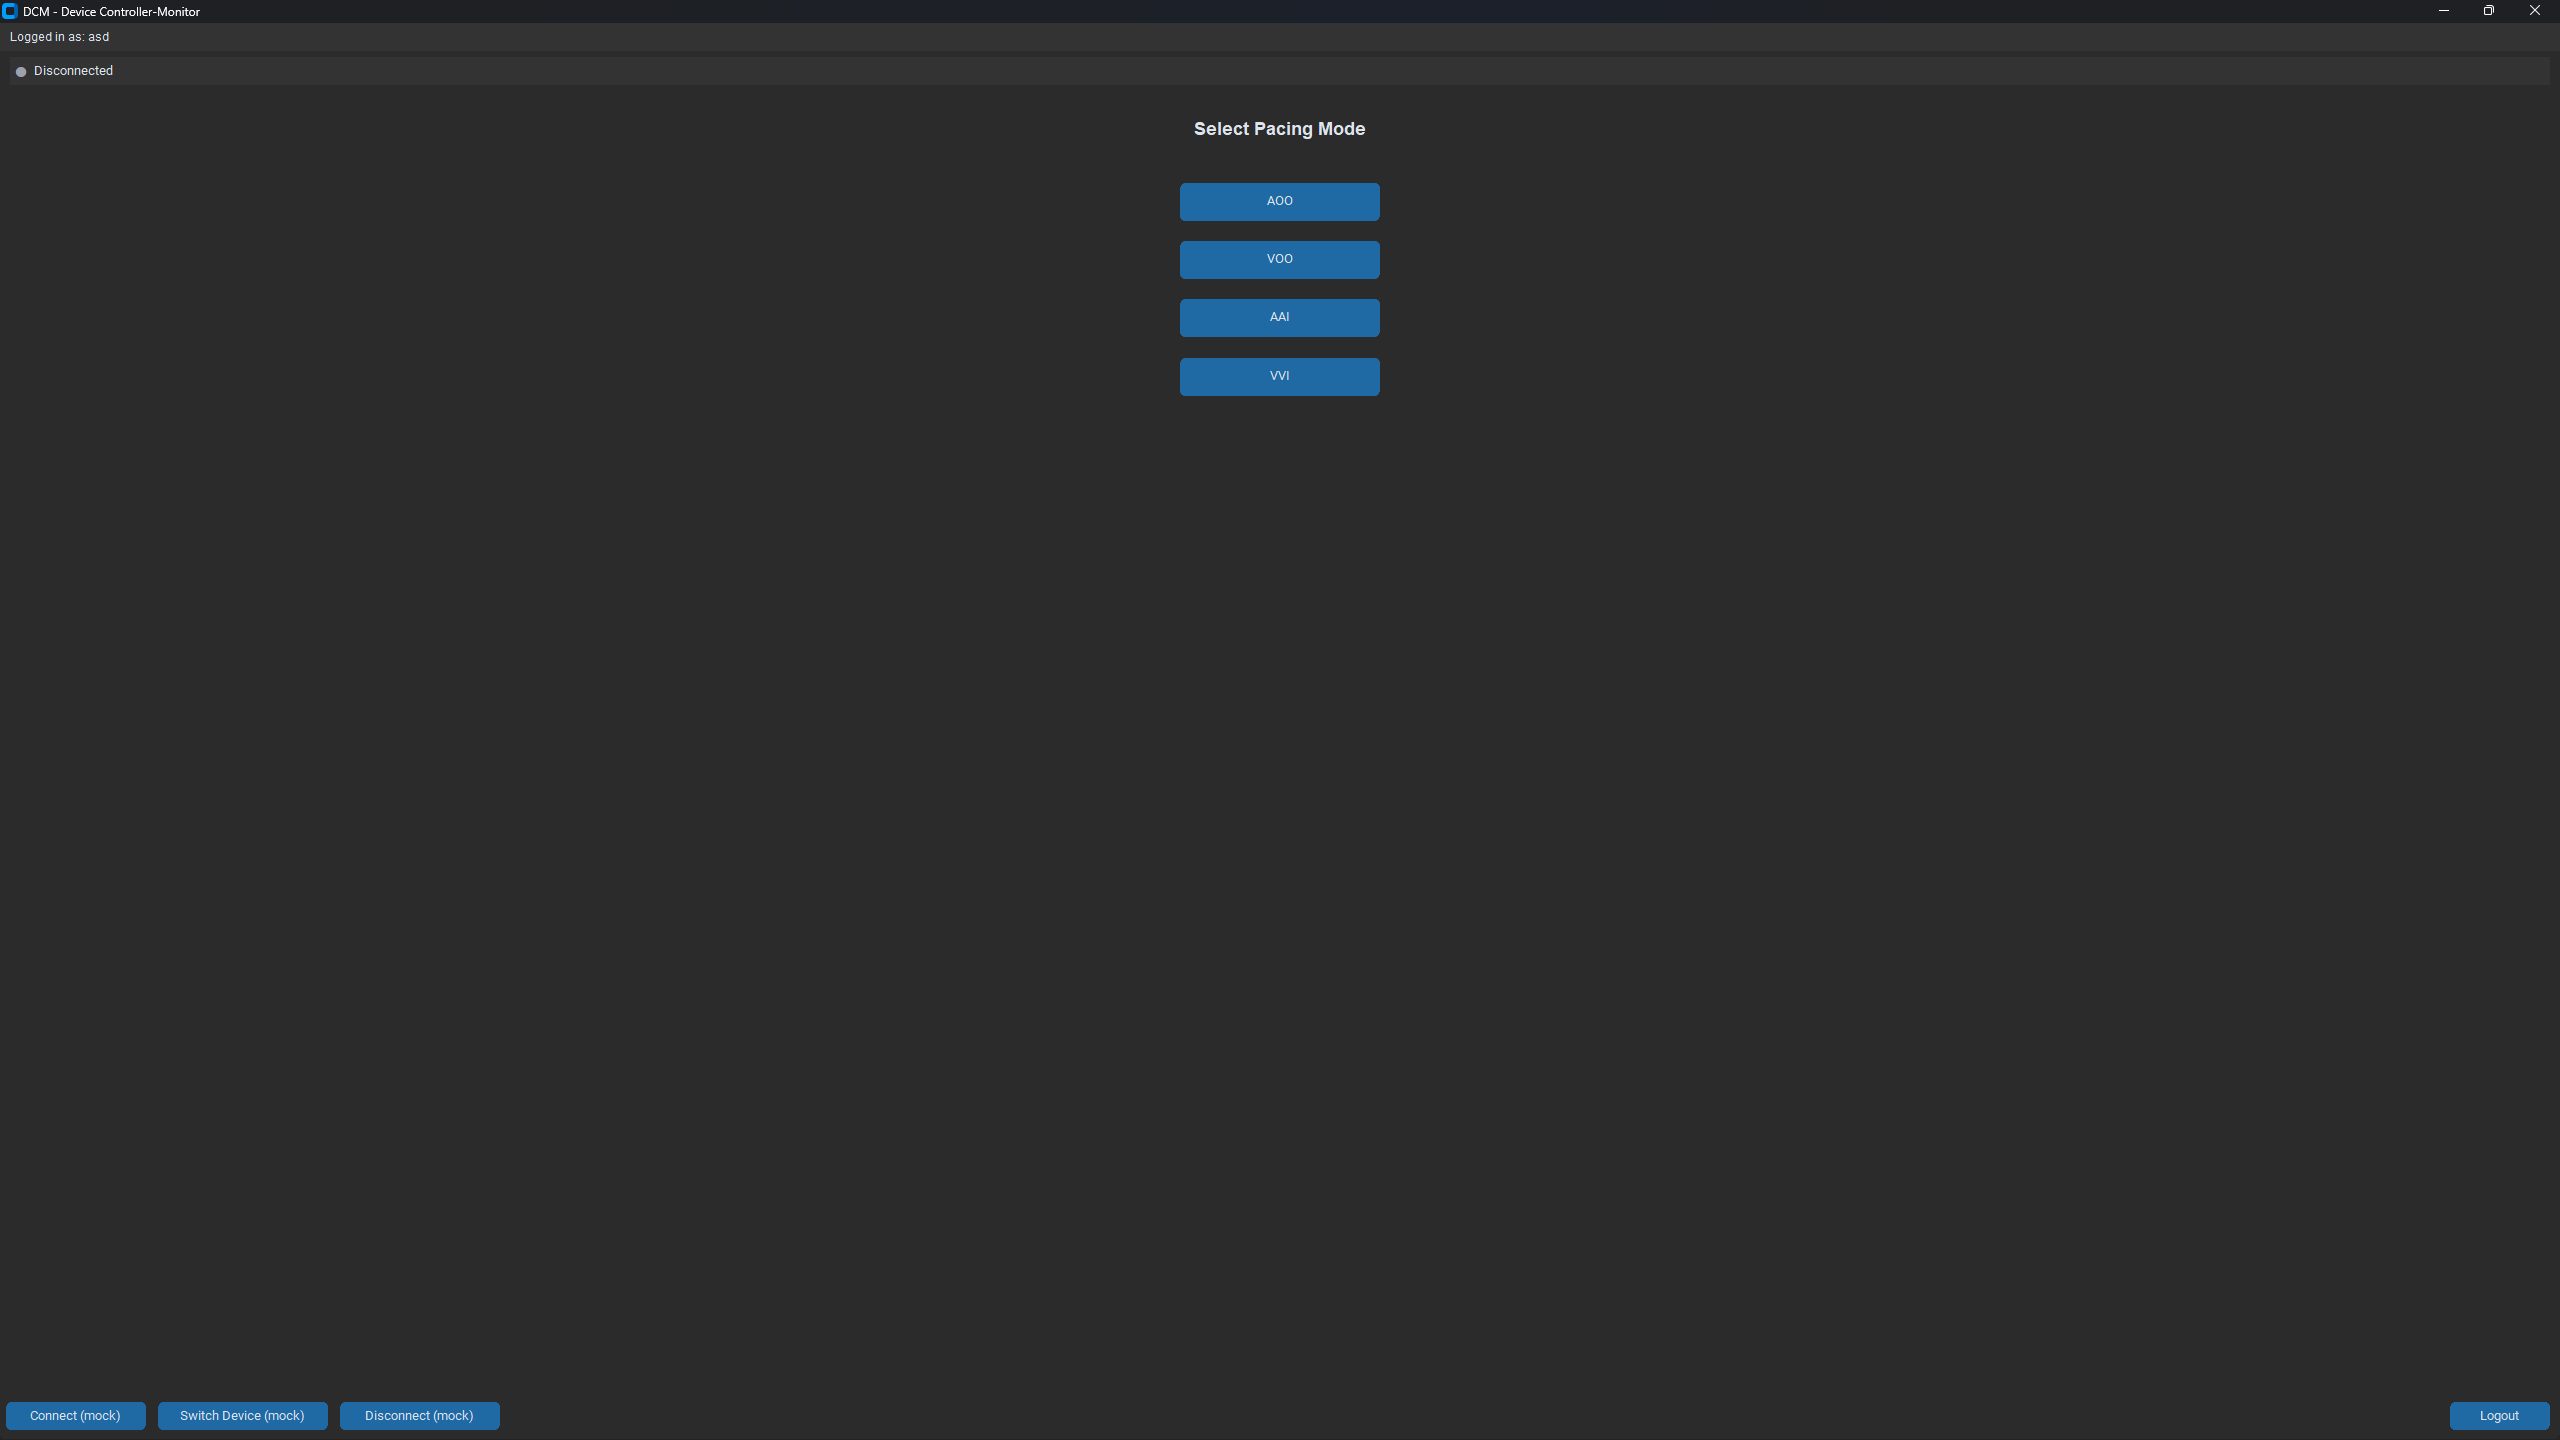 DCM - Device Controller-Monitor
Logged in as: asd
Disconnected
Select Pacing Mode
AOO
VOO
AAI
VVI
Connect (mock) Switch Device (mock) Disconnect (mock) Logout